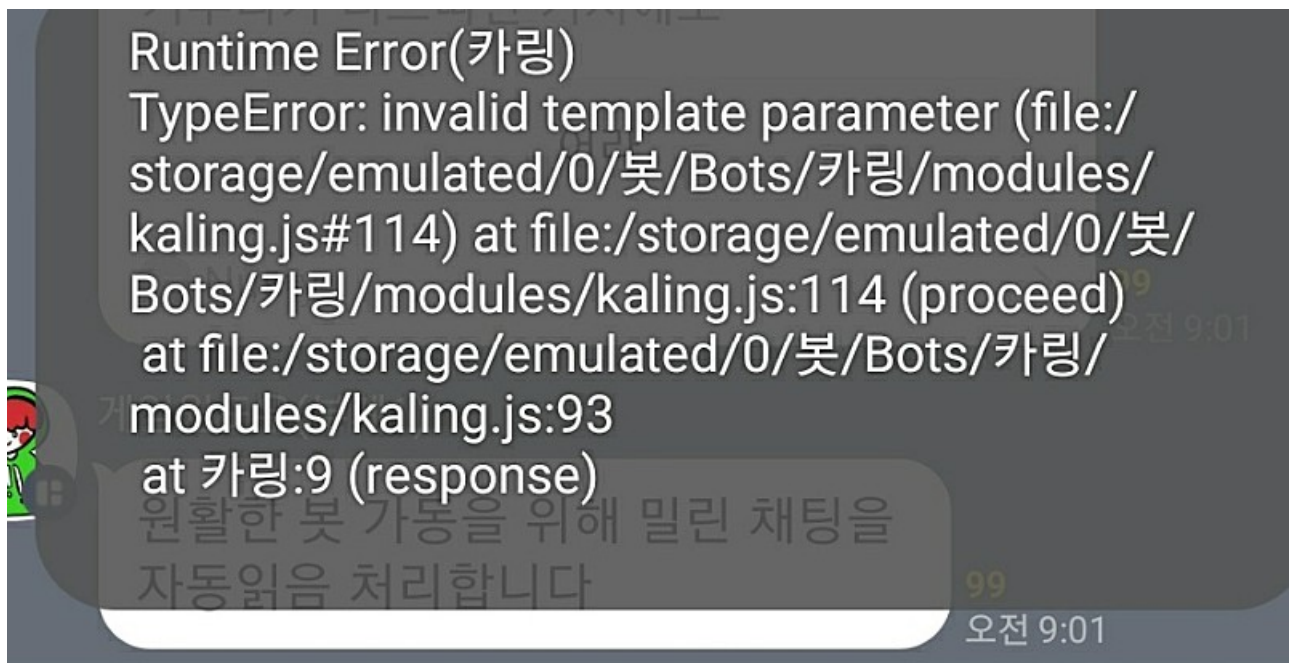 Runtime Error(카링)
TypeError: invalid template parameter (file:/
storage/emulated/0/봇/Bots/카링/modules/
kaling.js#114) at file:/storage/emulated/0/봇/
Bots/카링/modules/kaling.js:114 (proceed)
99
오전 9:01
at file:/storage/emulated/0/봇/Bots/카링/
modules/kaling.js:93
at 카링:9 (response)
원활한 봇 가동을 위해 밀린 채팅을
자동읽음 처리합니다
99
오전 9:01